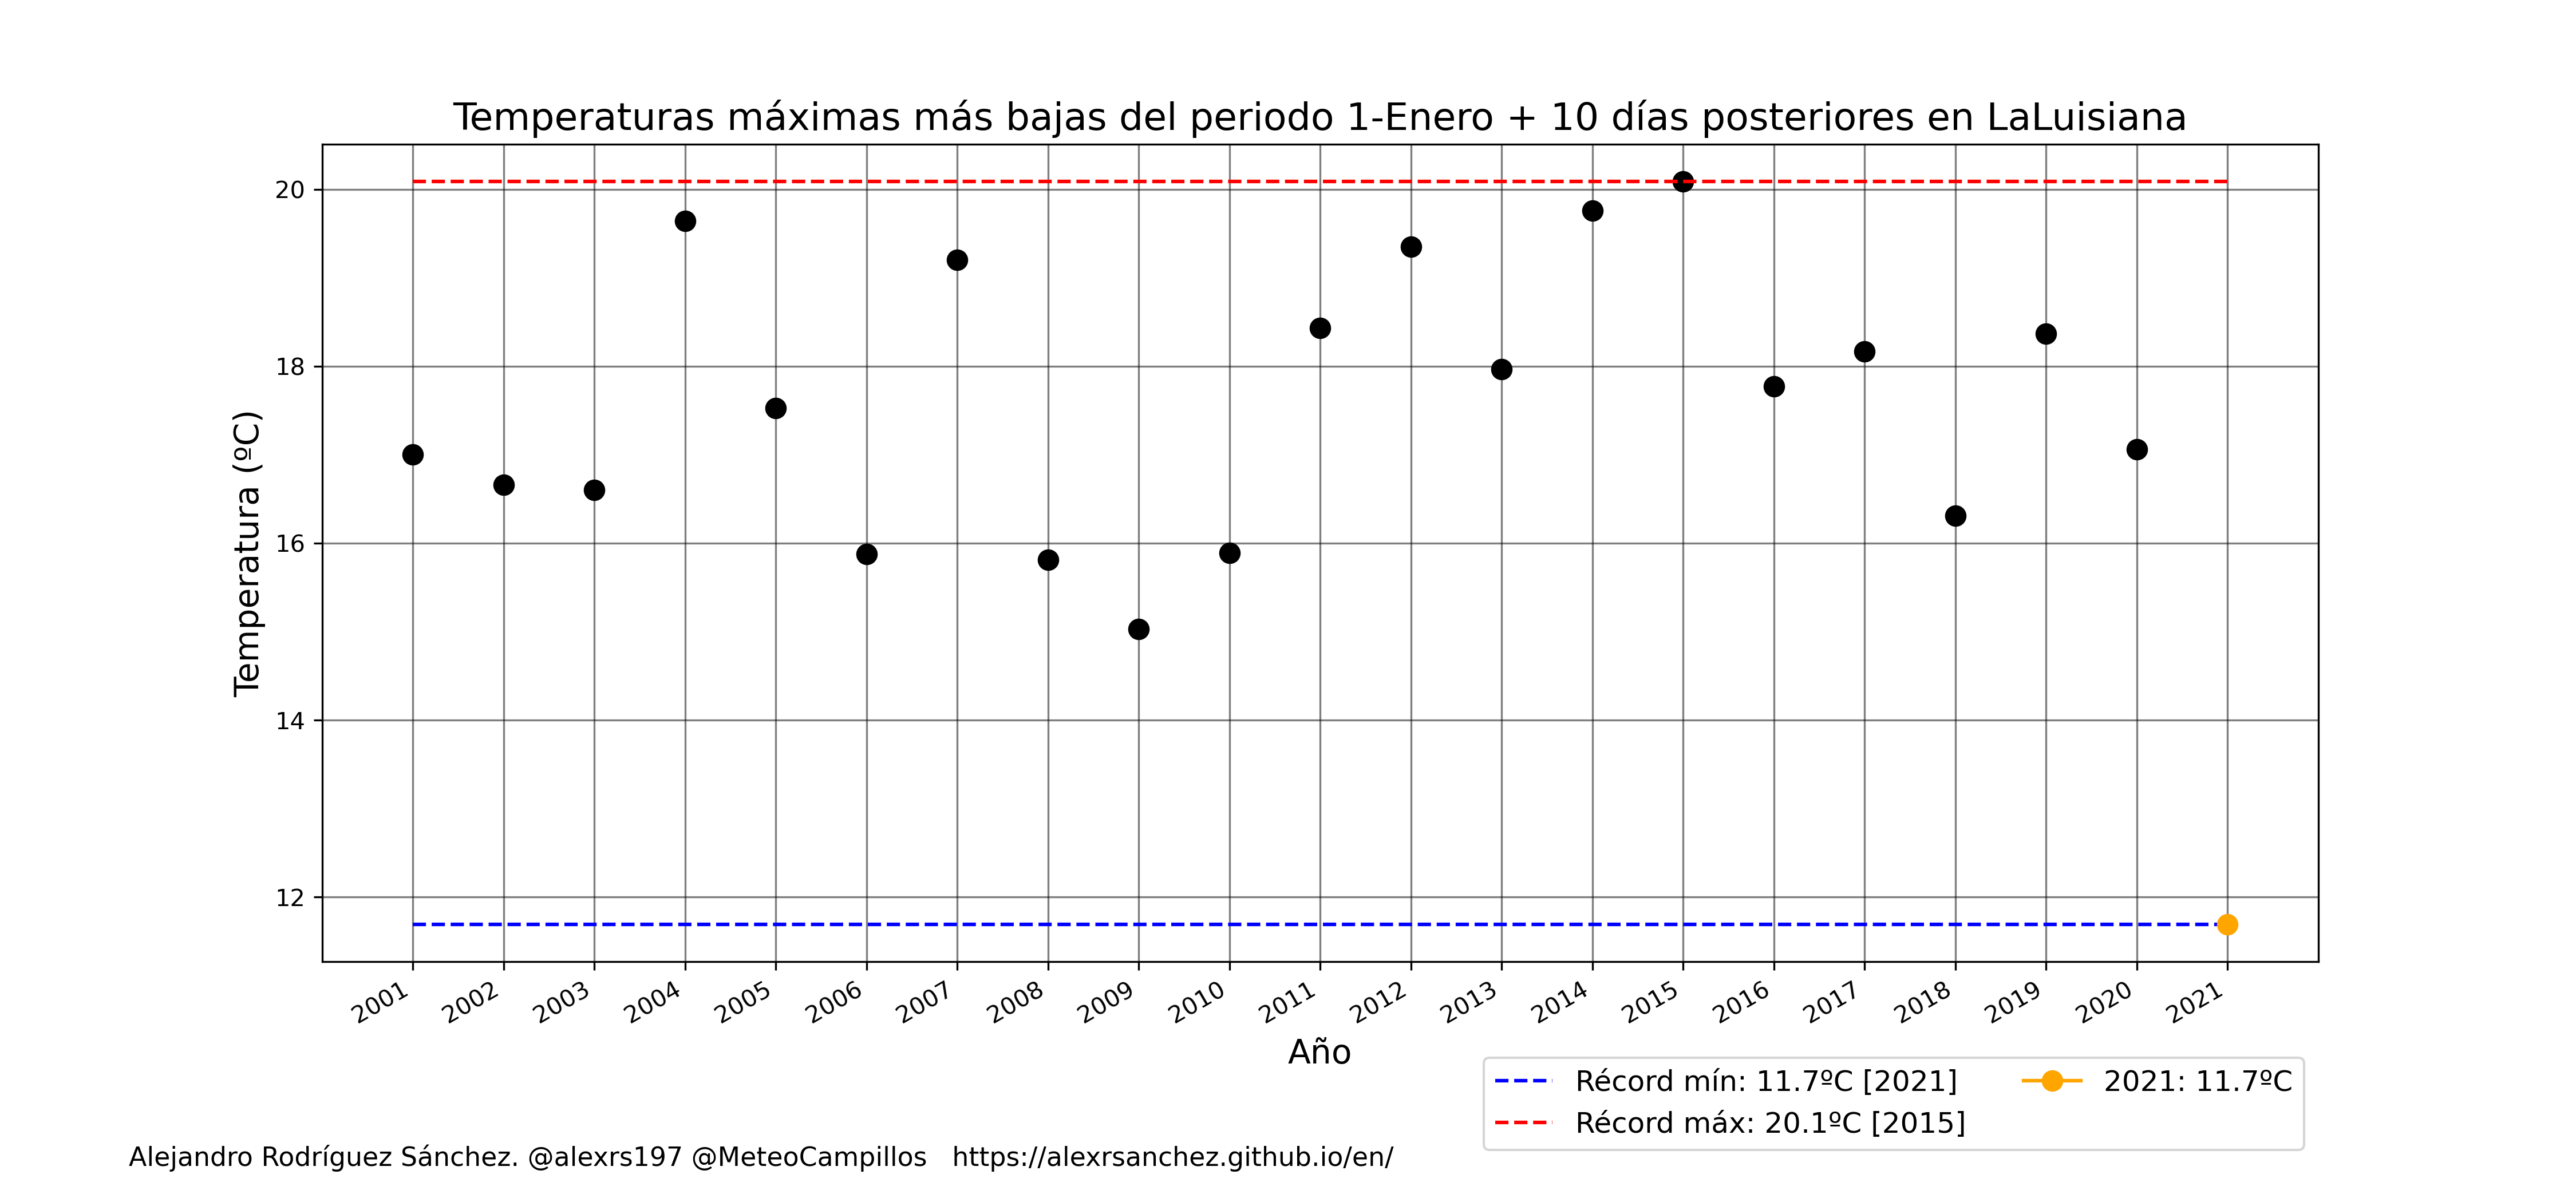 Temperaturas máximas más bajas del periodo 1-Enero + 10 días posteriores en LaLuisiana
Temperatura (ºC)
20
18
16
14
12
2001 2002 2003 2004 2005 2006 2007 2008 2009 2010 2011 2012 2013 2014 2015 2016 2017 2018 2019 2020 2021
Año
Récord mín: 11.7ºC [2021]
Récord máx: 20.1ºC [2015]
2021: 11.7ºC
Alejandro Rodríguez Sánchez. @alexrs197 @MeteoCampillos https://alexrsanchez.github.io/en/